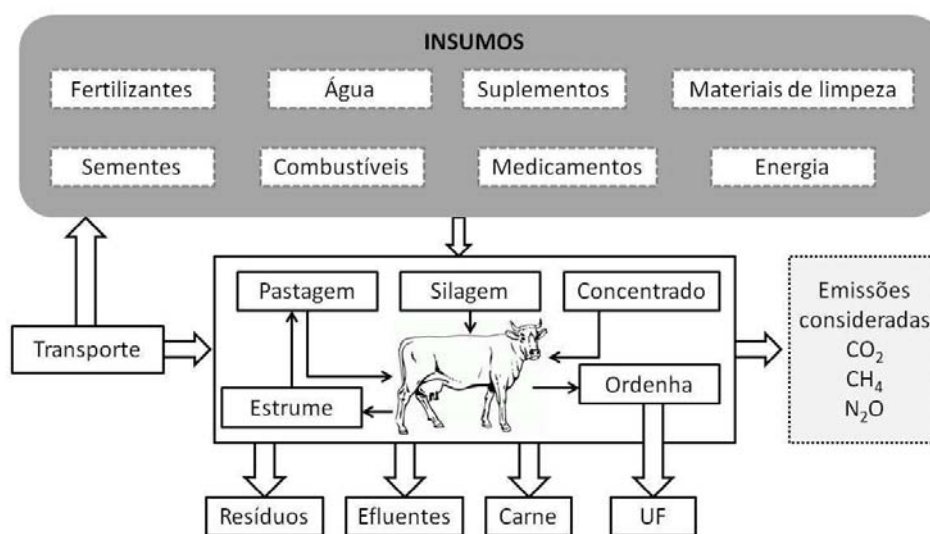 INSUMOS
Fertilizantes
Água
Suplementos
Materiais de limpeza
Sementes
Combustíveis
Medicamentos
Energia
Pastagem
Silagem
Concentrado
Transporte
Estrume
Ordenha
Emissões
consideradas
CO₂
CH₄
N₂O
Resíduos
Efluentes
Carne
UF